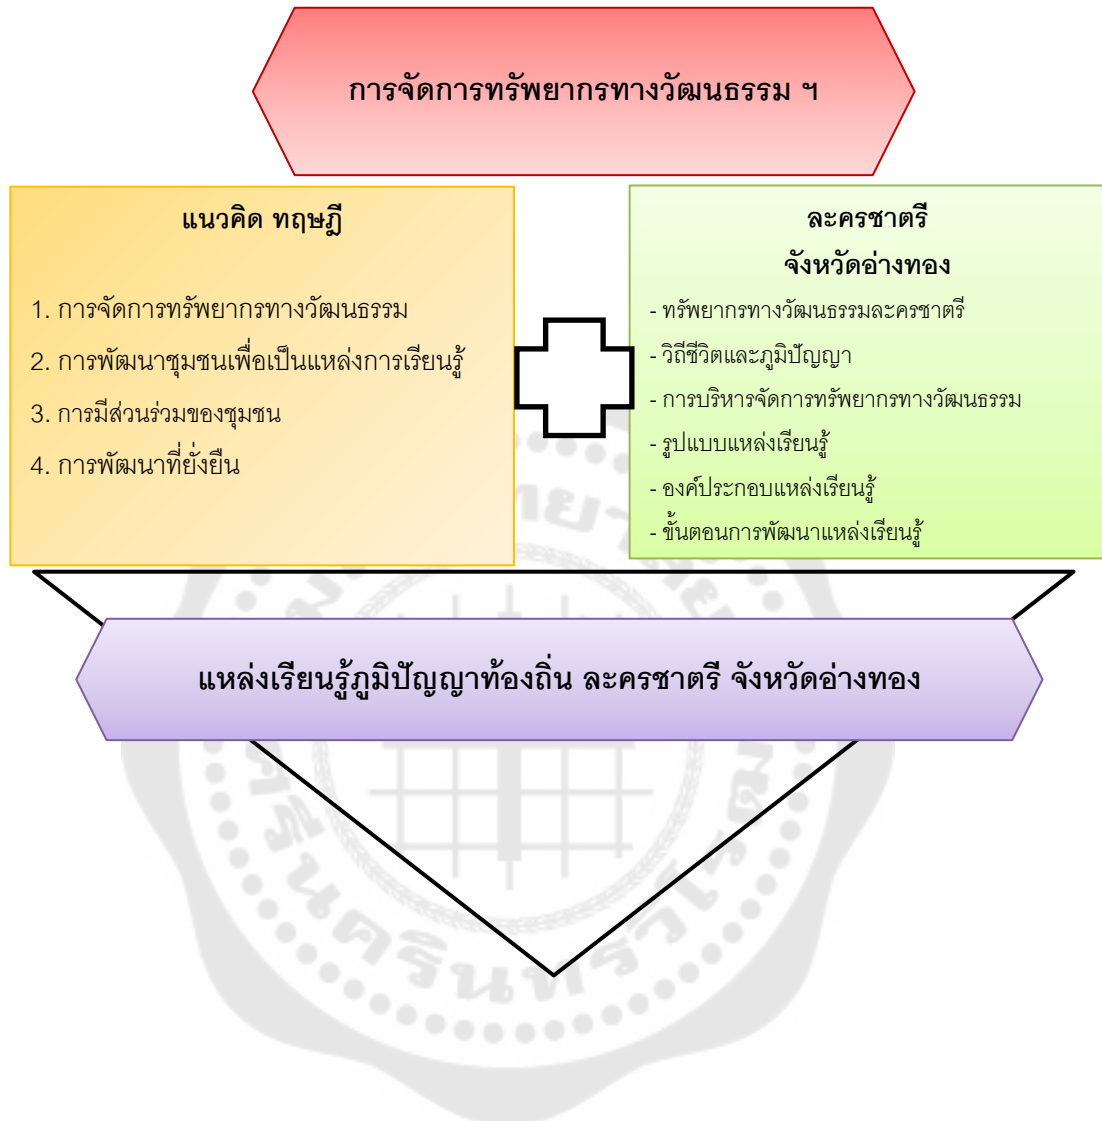 การจัดการทรัพยากรทางวัฒนธรรม ฯ
แนวคิด ทฤษฎี
1. การจัดการทรัพยากรทางวัฒนธรรม
2. การพัฒนาชุมชนเพื่อเป็นแหล่งการเรียนรู้
3. การมีส่วนร่วมของชุมชน
4. การพัฒนาที่ยั่งยืน
ละครชาตรี
จังหวัดอ่างทอง
- ทรัพยากรทางวัฒนธรรมละครชาตรี
- วิถีชีวิตและภูมิปัญญา
- การบริหารจัดการทรัพยากรทางวัฒนธรรม
- รูปแบบแหล่งเรียนรู้
- องค์ประกอบแหล่งเรียนรู้
- ขั้นตอนการพัฒนาแหล่งเรียนรู้
แหล่งเรียนรู้ภูมิปัญญาท้องถิ่น ละครชาตรี จังหวัดอ่างทอง